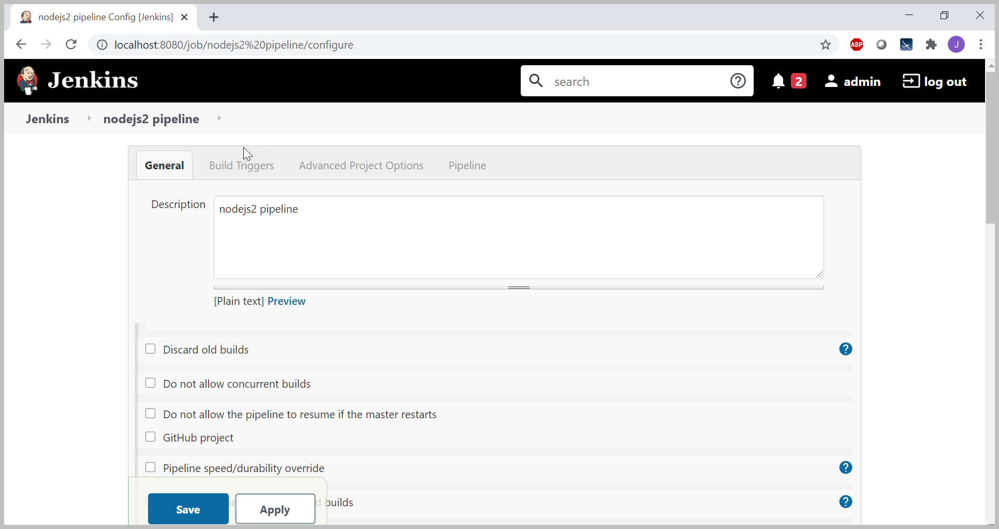 nodejs2 pipeline Config [Jenkins]
localhost:8080/job/nodejs2%20pipeline/configure
ABP
J
Jenkins
search
2
admin
log out
Jenkins
nodejs2 pipeline
General
Build Triggers
Advanced Project Options
Pipeline
Description
nodejs2 pipeline
[Plain text] Preview
Discard old builds
?
Do not allow concurrent builds
Do not allow the pipeline to resume if the master restarts
GitHub project
Pipeline speed/durability override
?
builds
?
Save
Apply